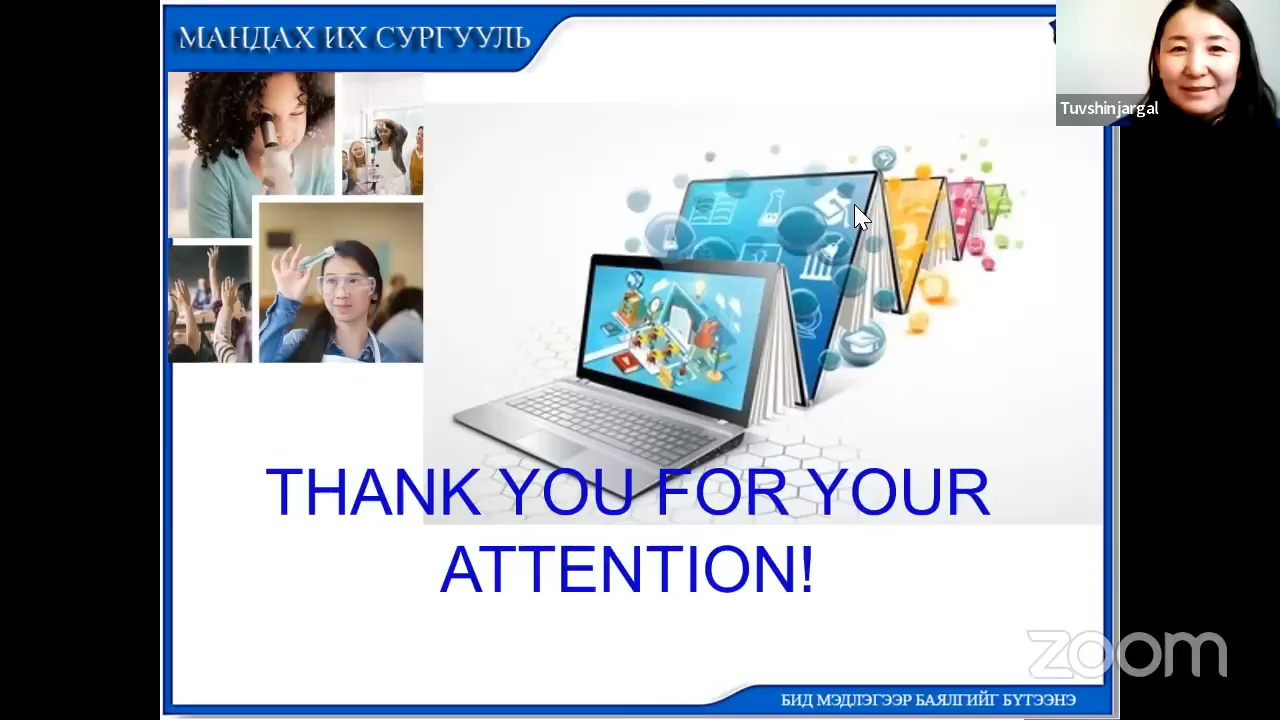 МАНДАХ ИХ СУРГУУЛЬ
Tuvshinjargal
THANK YOU FOR YOUR
ATTENTION!
zoom
БИД МЭДЛЭГЭЭР БАЯЛГИЙГ БҮТЭЭНЭ